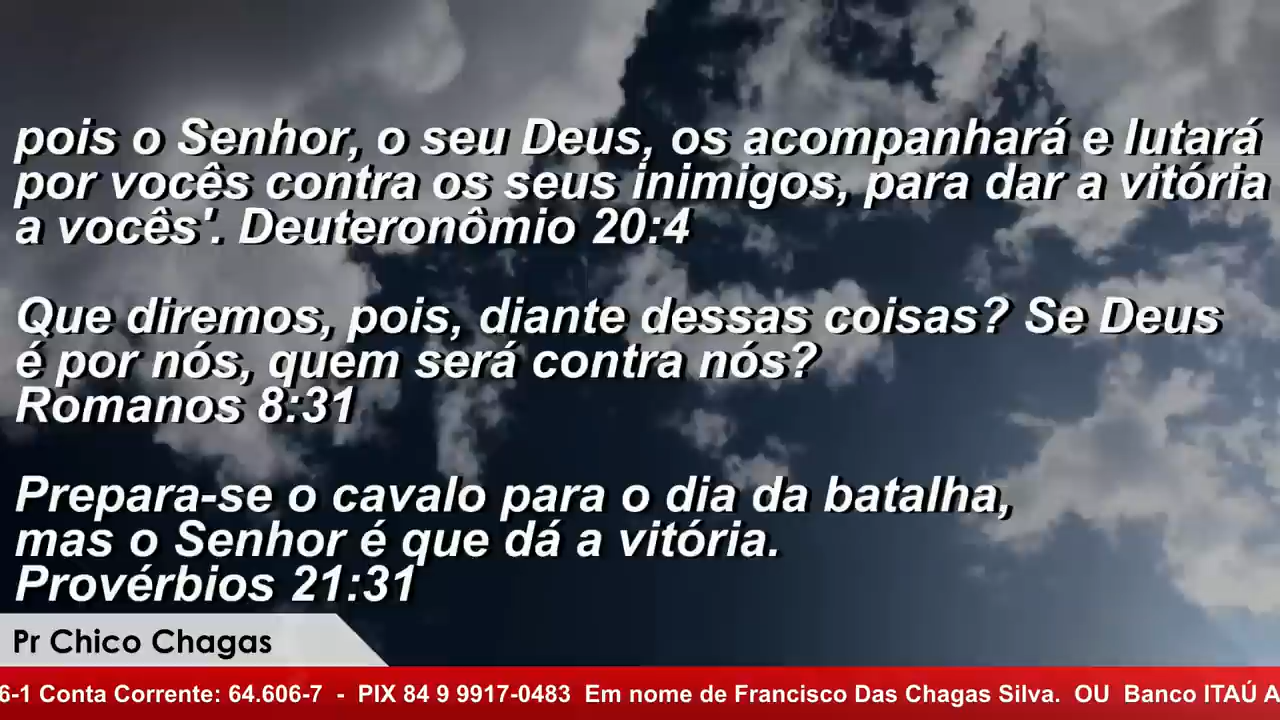 pois o Senhor, o seu Deus, os acompanhará e lutará
por vocês contra os seus inimigos, para dar a vitória
a vocês'. Deuteronômio 20:4
Que diremos, pois, diante dessas coisas? Se Deus
é por nós, quem será contra nós?
Romanos 8:31
Prepara-se o cavalo para o dia da batalha,
mas o Senhor é que dá a vitória.
Provérbios 21:31
Pr Chico Chagas
6-1 Conta Corrente: 64.606-7 - PIX 84 9 9917-0483 Em nome de Francisco Das Chagas Silva. OU Banco ITAÚ A